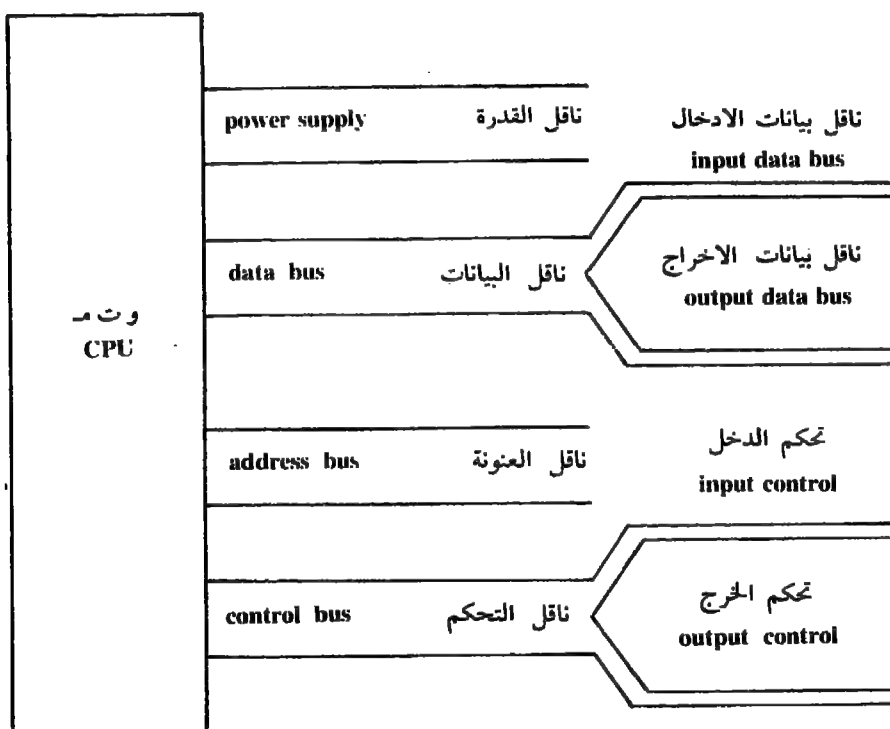 power supply ناقل القدرة
ناقل بيانات الادخال
input data bus
data bus ناقل البيانات
ناقل بيانات الاخراج
output data bus
و ت مـ
CPU
address bus ناقل العنونة
تحكم الدخل
input control
control bus ناقل التحكم
تحكم الخرج
output control